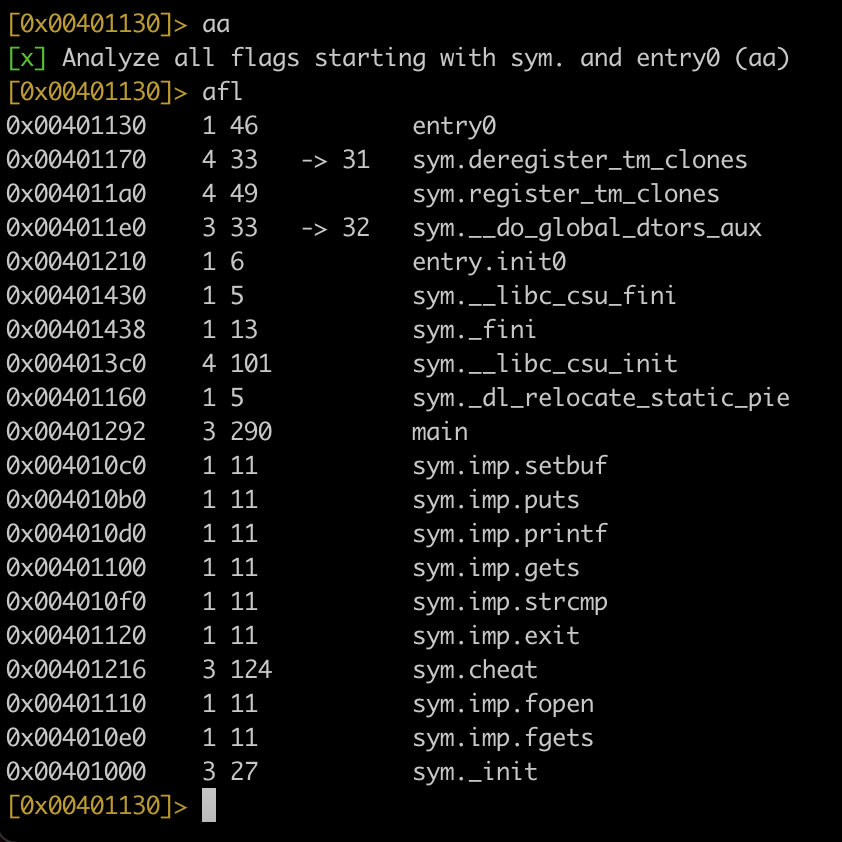 [0x00401130]> aa
[x] Analyze all flags starting with sym. and entry0 (aa)
[0x00401130]> afl
0x00401130    1 46           entry0
0x00401170    4 33   -> 31   sym.deregister_tm_clones
0x004011a0    4 49           sym.register_tm_clones
0x004011e0    3 33   -> 32   sym.__do_global_dtors_aux
0x00401210    1 6            entry.init0
0x00401430    1 5            sym.__libc_csu_fini
0x00401438    1 13           sym._fini
0x004013c0    4 101          sym.__libc_csu_init
0x00401160    1 5            sym._dl_relocate_static_pie
0x00401292    3 290          main
0x004010c0    1 11           sym.imp.setbuf
0x004010b0    1 11           sym.imp.puts
0x004010d0    1 11           sym.imp.printf
0x00401100    1 11           sym.imp.gets
0x004010f0    1 11           sym.imp.strcmp
0x00401120    1 11           sym.imp.exit
0x00401216    3 124          sym.cheat
0x00401110    1 11           sym.imp.fopen
0x004010e0    1 11           sym.imp.fgets
0x00401000    3 27           sym._init
[0x00401130]>